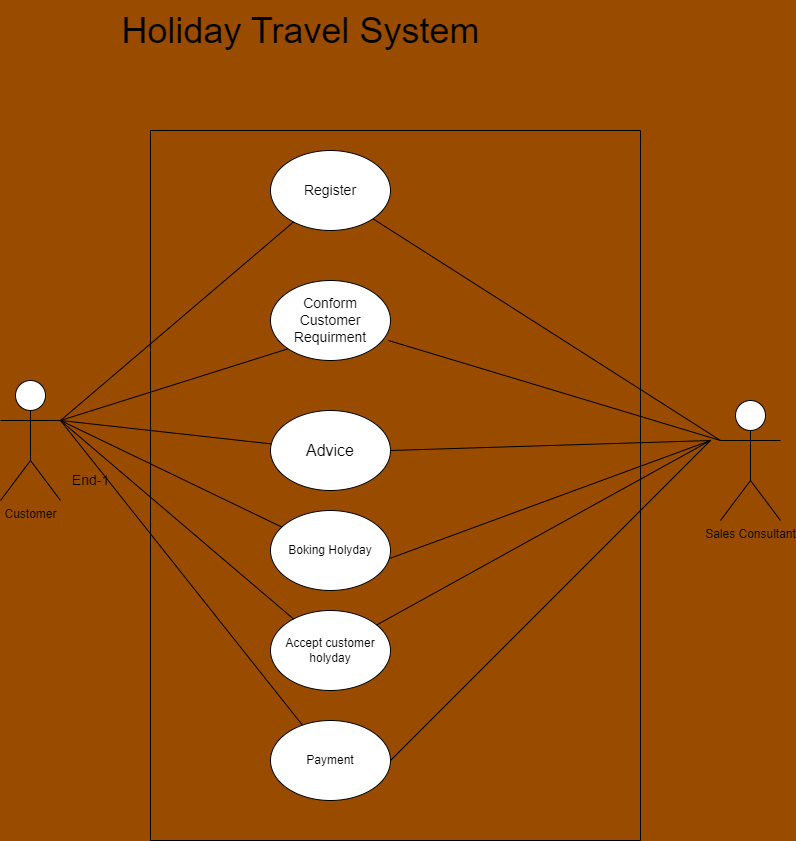 Holiday Travel System
Register
Conform
Customer
Requirment
Advice
End-1
Customer
Sales Consultant
Boking Holyday
Accept customer
holyday
Payment